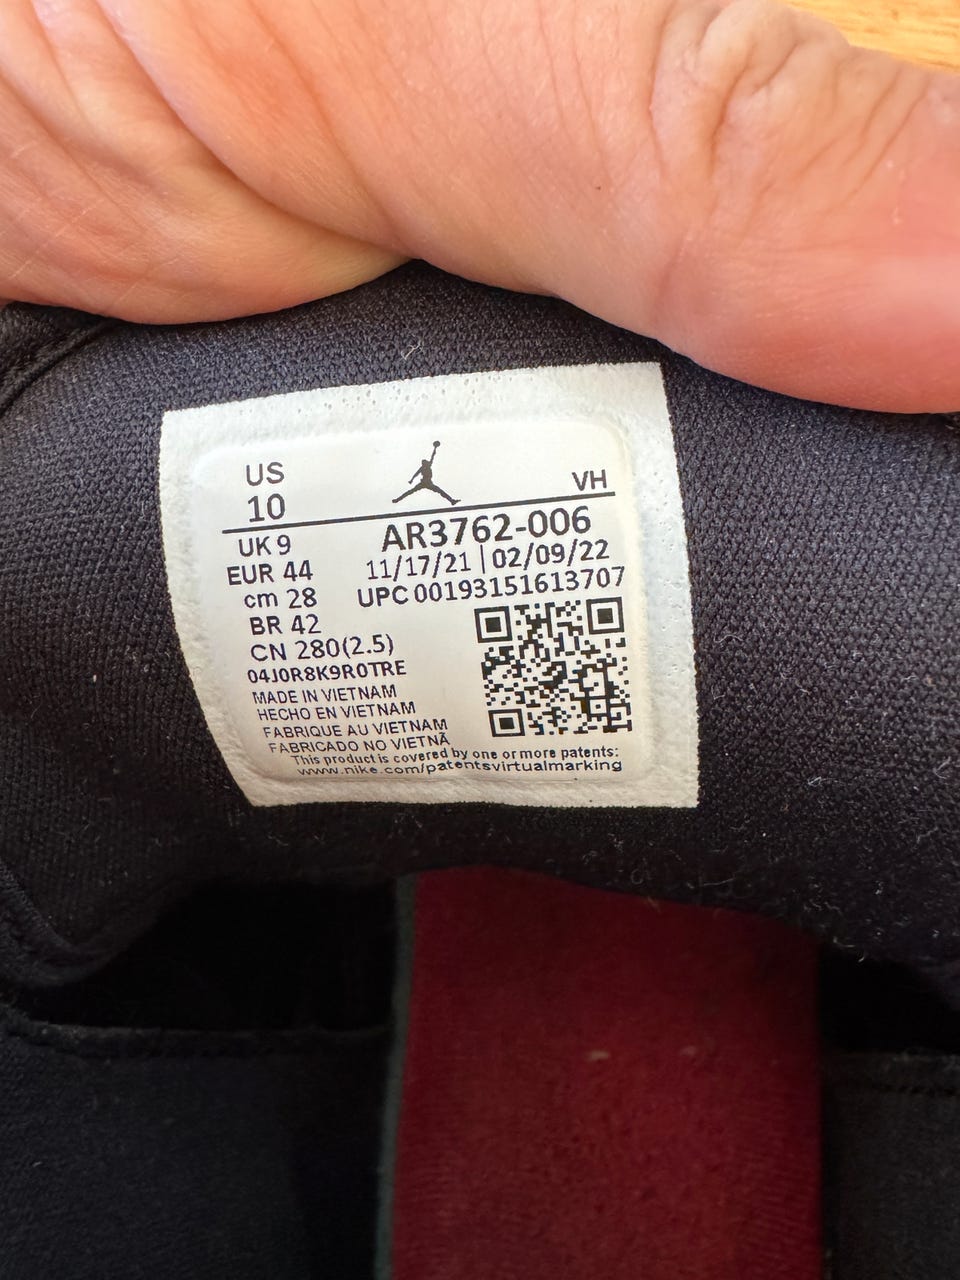 US
10
VH
UK 9
EUR 44
cm 28
BR 42
CN 280(2.5)
04J0R8K9R0TRE
AR3762-006
11/17/21 | 02/09/22
UPC 00193151613707
MADE IN VIETNAM
HECHO EN VIETNAM
FABRIQUE AU VIETNAM
FABRICADO NO VIETNÃ
This product is covered by one or more patents:
www.nike.com/patentsvirtualmarking